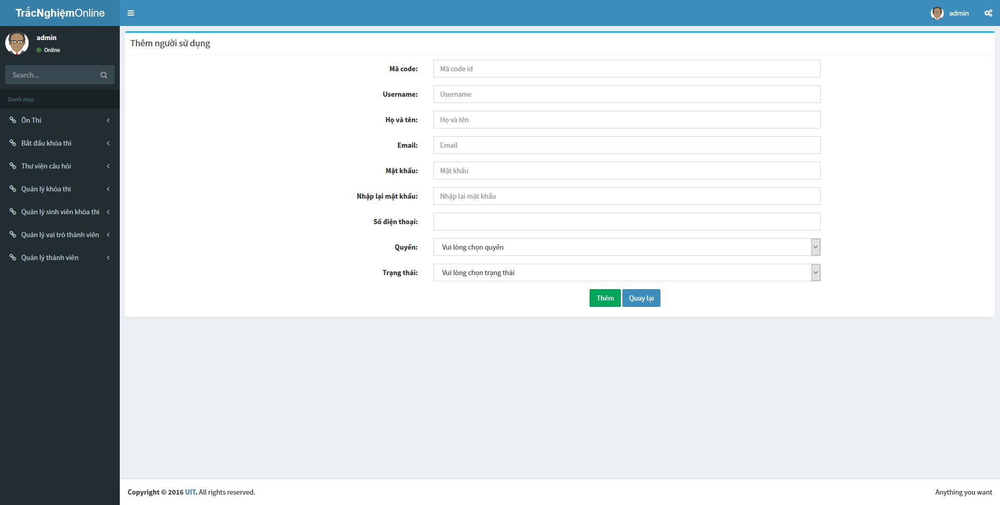 TrắcNghiệmOnline
admin
admin
Online
Search...
Danh mục
Ôn Thi
Bắt đầu khóa thi
Thư viện câu hỏi
Quản lý khóa thi
Quản lý sinh viên khóa thi
Quản lý vai trò thành viên
Quản lý thành viên
Thêm người sử dụng
Mã code: Mã code id
Username: Username
Họ và tên: Họ và tên
Email: Email
Mật khẩu: Mật khẩu
Nhập lại mật khẩu: Nhập lại mật khẩu
Số điện thoại:
Quyền: Vui lòng chọn quyền
Trạng thái: Vui lòng chọn trạng thái
Thêm Quay lại
Copyright © 2016 UIT. All rights reserved. Anything you want